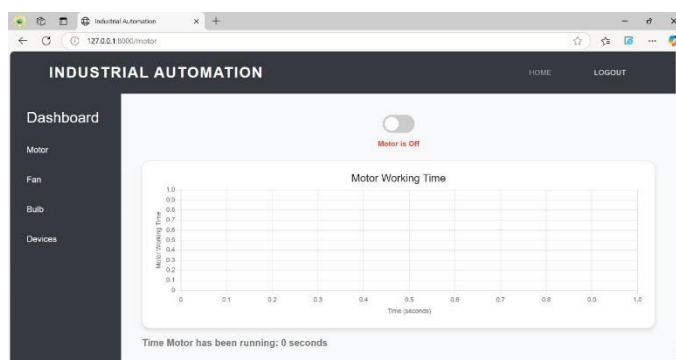 Industrial Automation
127.0.0.1:8000/motor
INDUSTRIAL AUTOMATION
HOME
LOGOUT
Dashboard
Motor
Fan
Bulb
Devices
Motor is Off
Motor Working Time
Motor Working Time
1.0
0.9
0.8
0.7
0.6
0.5
0.4
0.3
0.2
0.1
0
0 0.1 0.2 0.3 0.4 0.5 0.6 0.7 0.8 0.9 1.0
Time (seconds)
Time Motor has been running: 0 seconds